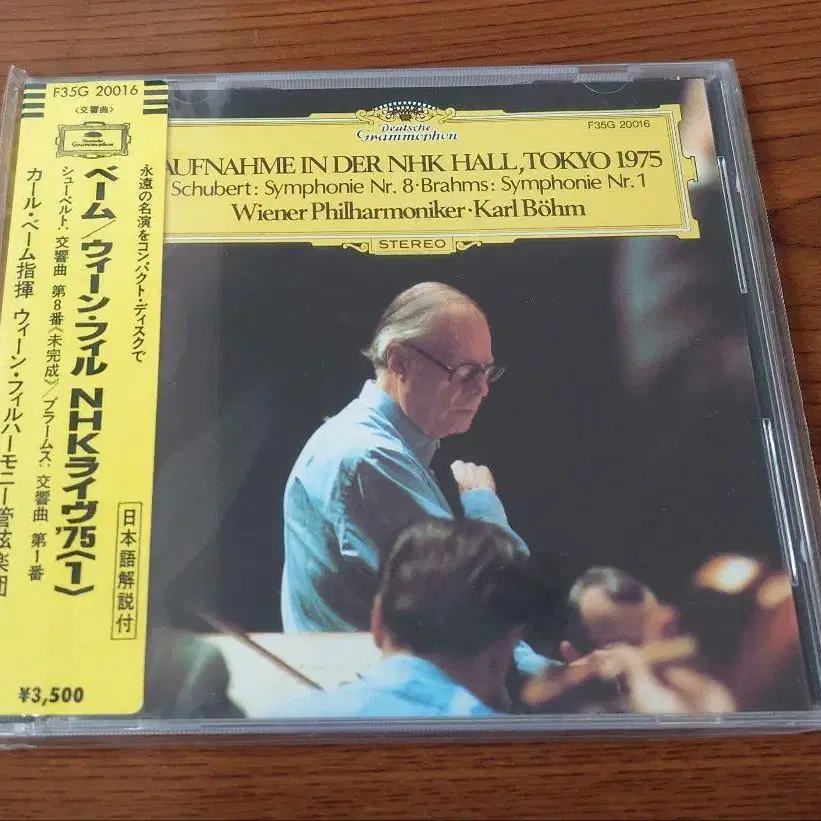 F35G 20016
〈交響曲〉
永遠の名演をコンパクト・ディスクで
ベーム/ウィーン・フィル NHKライヴ'75〈1〉
シューベルト:交響曲 第8番《未完成》/ブラームス:交響曲 第1番
カール・ベーム指揮 ウィーン・フィルハーモニー管弦楽団
日本語解説付
¥3,500
Deutsche
Grammophon
F35G 20016
AUFNAHME IN DER NHK HALL, TOKYO 1975
Schubert: Symphonie Nr. 8 · Brahms: Symphonie Nr. 1
Wiener Philharmoniker · Karl Böhm
STEREO